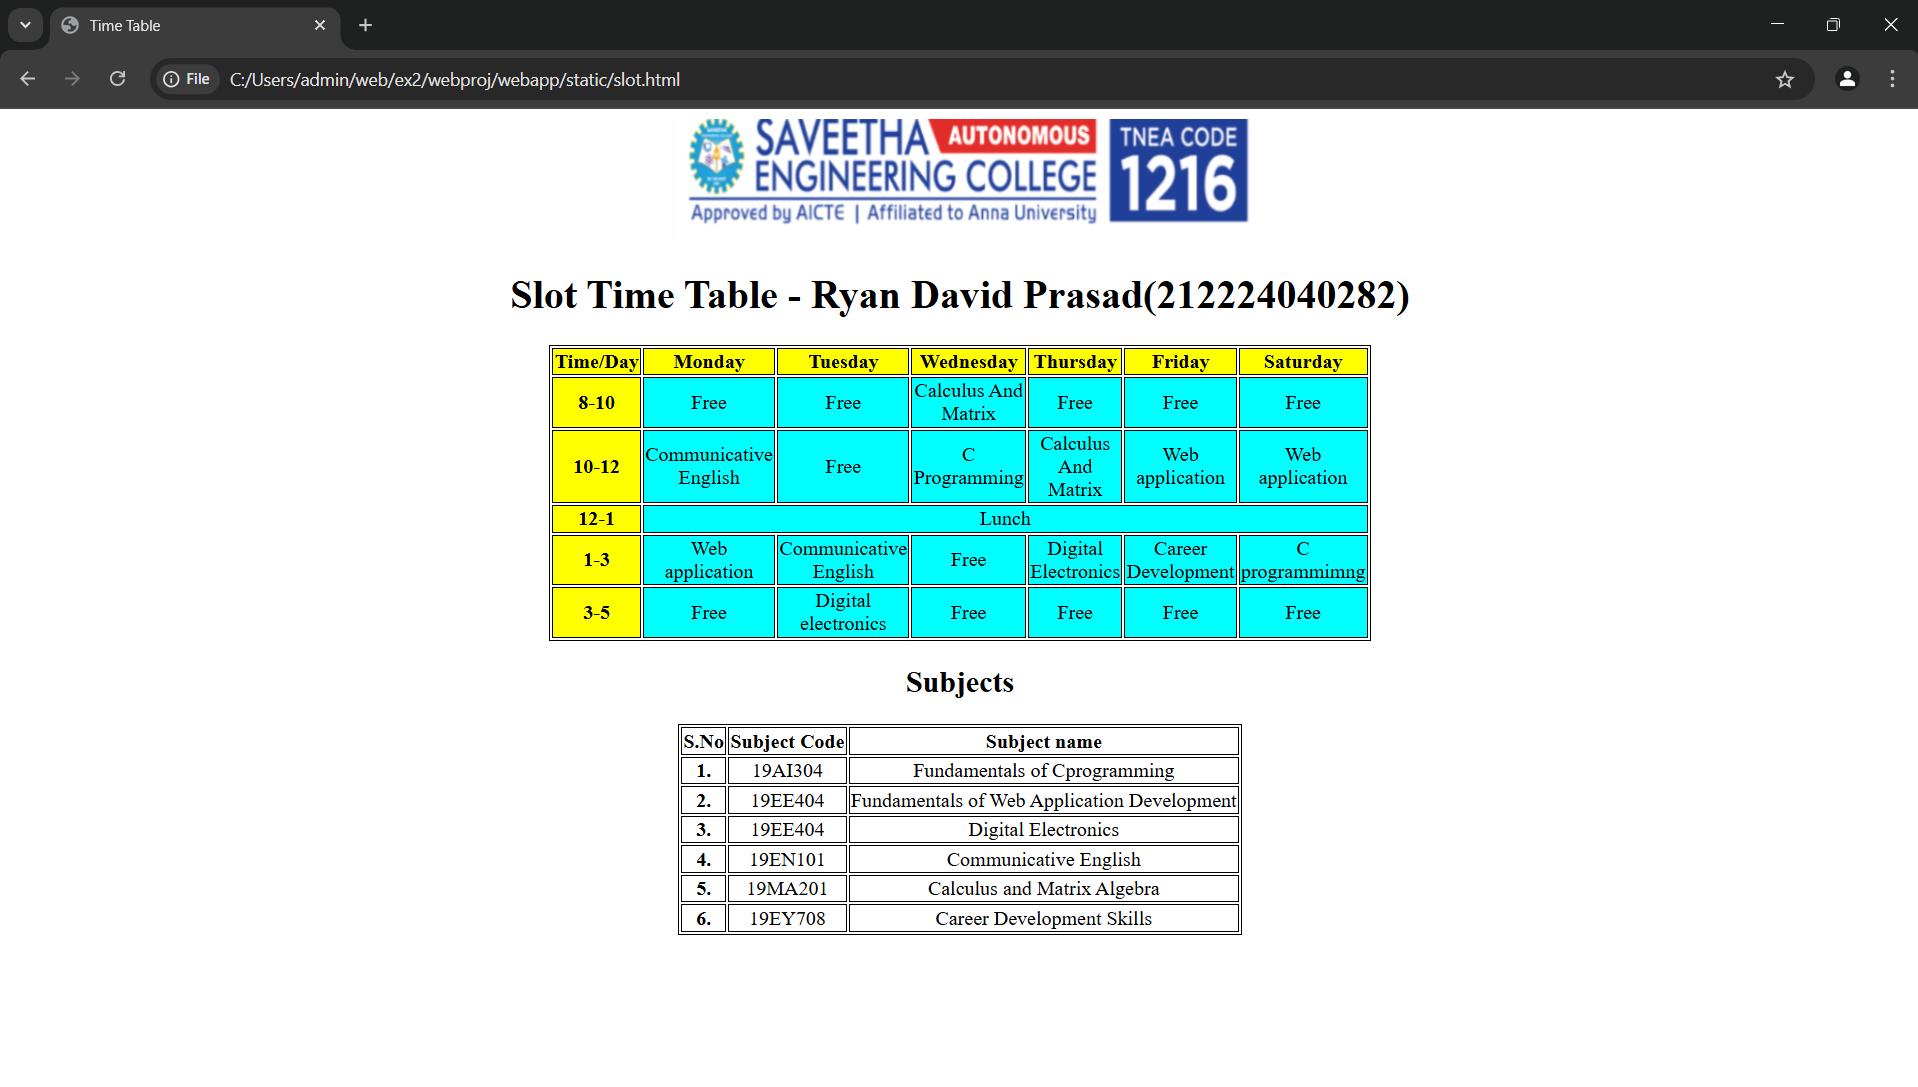 Time Table
File C:/Users/admin/web/ex2/webproj/webapp/static/slot.html
SAVEETHA AUTONOMOUS
ENGINEERING COLLEGE
Approved by AICTE | Affiliated to Anna University
TNEA CODE
1216
Slot Time Table - Ryan David Prasad(212224040282)
Time/Day Monday Tuesday Wednesday Thursday Friday Saturday
8-10 Free Free Calculus And Matrix Free Free Free
10-12 Communicative English Free C Programming Calculus And Matrix Web application Web application
12-1 Lunch
1-3 Web application Communicative English Free Digital Electronics Career Development C programmimng
3-5 Free Digital electronics Free Free Free Free
Subjects
S.No Subject Code Subject name
1. 19AI304 Fundamentals of Cprogramming
2. 19EE404 Fundamentals of Web Application Development
3. 19EE404 Digital Electronics
4. 19EN101 Communicative English
5. 19MA201 Calculus and Matrix Algebra
6. 19EY708 Career Development Skills